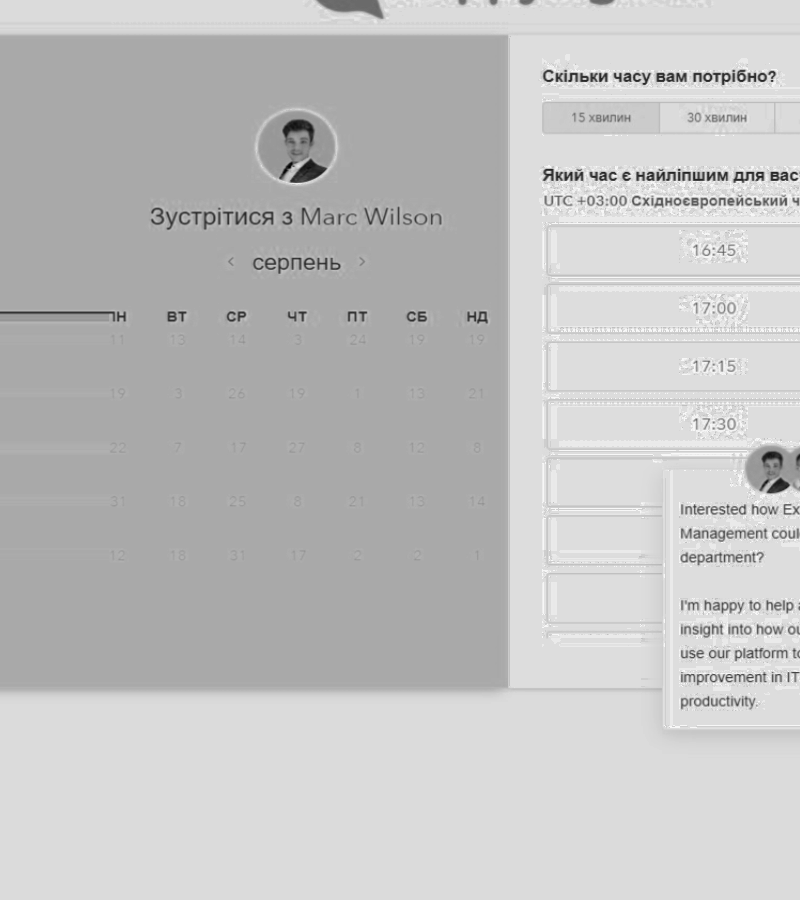 Зустрітися з Marc Wilson
‹ серпень ›
ПН ВТ СР ЧТ ПТ СБ НД
11 13 14 3 24 19 19
19 3 26 19 1 13 21
22 7 17 27 8 12 8
31 18 25 8 21 13 14
12 18 31 17 2 2 1
Скільки часу вам потрібно?
15 хвилин 30 хвилин
Який час є найліпшим для вас
UTC +03:00 Східноєвропейський ч
16:45
17:00
17:15
17:30
Interested how Ex
Management coul
department?
I'm happy to help a
insight into how ou
use our platform to
improvement in IT
productivity.